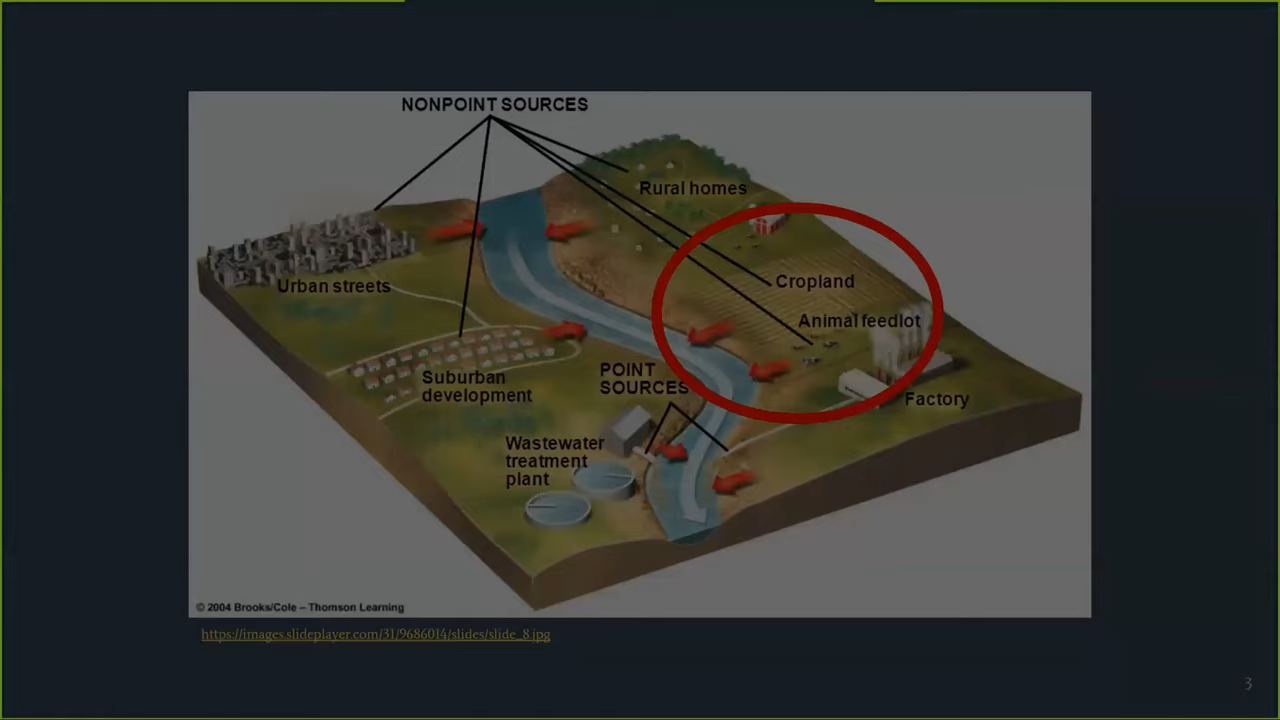 NONPOINT SOURCES
Rural homes
Cropland
Urban streets
Animal feedlot
POINT
SOURCES
Suburban
development
Factory
Wastewater
treatment
plant
© 2004 Brooks/Cole – Thomson Learning
https://images.slideplayer.com/31/9686014/slides/slide_8.jpg
3